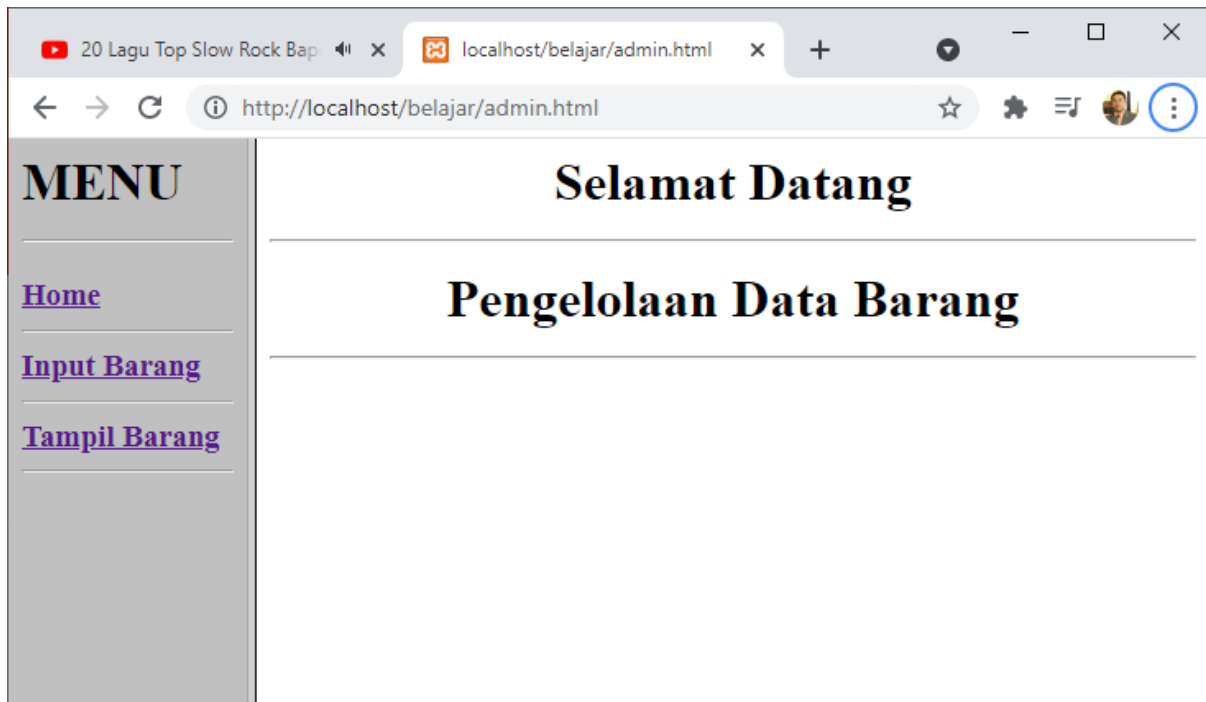 20 Lagu Top Slow Rock Bap
localhost/belajar/admin.html
http://localhost/belajar/admin.html
MENU
Home
Input Barang
Tampil Barang
Selamat Datang
Pengelolaan Data Barang